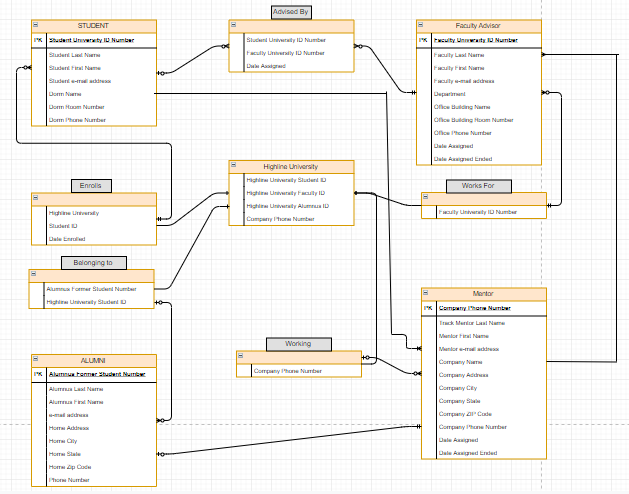 Advised By
STUDENT
PK Student University ID Number
Student Last Name
Student First Name
Student e-mail address
Dorm Name
Dorm Room Number
Dorm Phone Number
Student University ID Number
Faculty University ID Number
Date Assigned
Faculty Advisor
PK Faculty University ID Number
Faculty Last Name
Faculty First Name
Faculty e-mail address
Department
Office Building Name
Office Building Room Number
Office Phone Number
Date Assigned
Date Assigned Ended
Enrolls
Highline University
Student ID
Date Enrolled
Highline University
Highline University Student ID
Highline University Faculty ID
Highline University Alumnus ID
Company Phone Number
Works For
Faculty University ID Number
Belonging to
Alumnus Former Student Number
Highline University Student ID
Working
Company Phone Number
Mentor
PK Company Phone Number
Track Mentor Last Name
Mentor First Name
Mentor e-mail address
Company Name
Company Address
Company City
Company State
Company ZIP Code
Company Phone Number
Date Assigned
Date Assigned Ended
ALUMNI
PK Alumnus Former Student Number
Alumnus Last Name
Alumnus First Name
e-mail address
Home Address
Home City
Home State
Home Zip Code
Phone Number